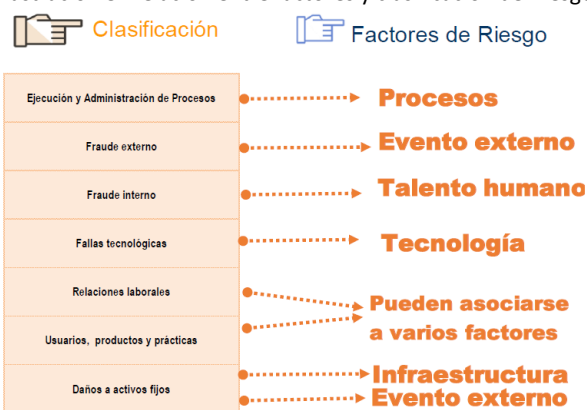 Clasificación
Factores de Riesgo
Ejecución y Administración de Procesos
Procesos
Fraude externo
Evento externo
Fraude interno
Talento humano
Fallas tecnológicas
Tecnología
Relaciones laborales
Pueden asociarse
a varios factores
Usuarios, productos y prácticas
Daños a activos fijos
Infraestructura
Evento externo